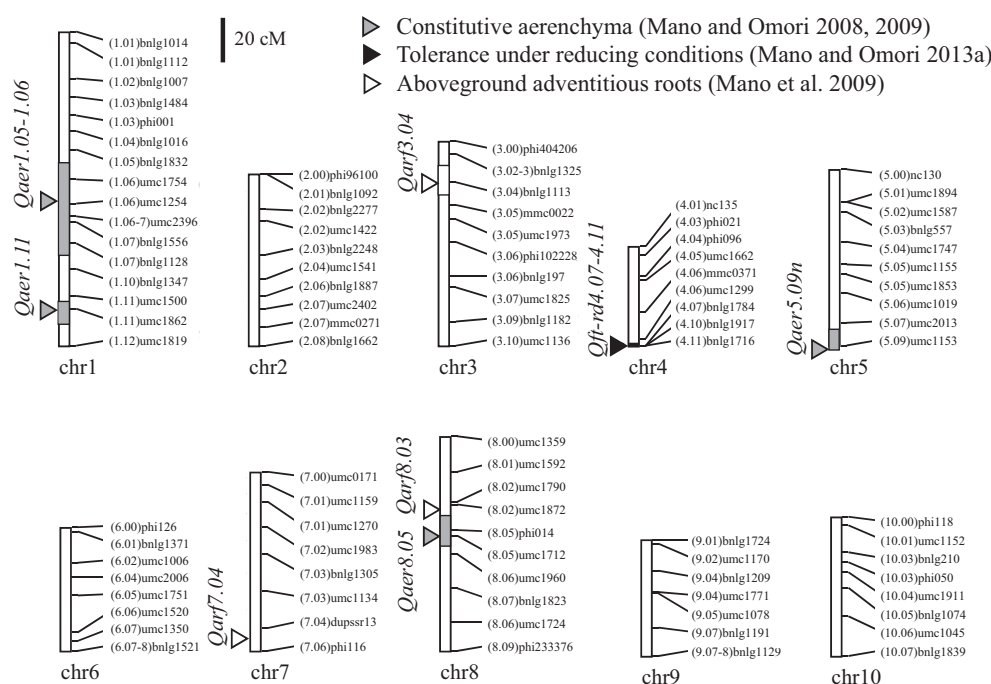 20 cM
Constitutive aerenchyma (Mano and Omori 2008, 2009)
Tolerance under reducing conditions (Mano and Omori 2013a)
Aboveground adventitious roots (Mano et al. 2009)
Qaer1.05-1.06
Qaer1.11
(1.01)bnlg1014
(1.01)bnlg1112
(1.02)bnlg1007
(1.03)bnlg1484
(1.03)phi001
(1.04)bnlg1016
(1.05)bnlg1832
(1.06)umc1754
(1.06)umc1254
(1.06-7)umc2396
(1.07)bnlg1556
(1.07)bnlg1128
(1.10)bnlg1347
(1.11)umc1500
(1.11)umc1862
(1.12)umc1819
chr1
(2.00)phi96100
(2.01)bnlg1092
(2.02)bnlg2277
(2.02)umc1422
(2.03)bnlg2248
(2.04)umc1541
(2.06)bnlg1887
(2.07)umc2402
(2.07)mmc0271
(2.08)bnlg1662
chr2
Qarf3.04
(3.00)phi404206
(3.02-3)bnlg1325
(3.04)bnlg1113
(3.05)mmc0022
(3.05)umc1973
(3.06)phi102228
(3.06)bnlg197
(3.07)umc1825
(3.09)bnlg1182
(3.10)umc1136
chr3
Qft-rd4.07-4.11
(4.01)nc135
(4.03)phi021
(4.04)phi096
(4.05)umc1662
(4.06)mmc0371
(4.06)umc1299
(4.07)bnlg1784
(4.10)bnlg1917
(4.11)bnlg1716
chr4
Qaer5.09n
(5.00)nc130
(5.01)umc1894
(5.02)umc1587
(5.03)bnlg557
(5.04)umc1747
(5.05)umc1155
(5.05)umc1853
(5.06)umc1019
(5.07)umc2013
(5.09)umc1153
chr5
(6.00)phi126
(6.01)bnlg1371
(6.02)umc1006
(6.04)umc2006
(6.05)umc1751
(6.06)umc1520
(6.07)umc1350
(6.07-8)bnlg1521
chr6
Qarf7.04
(7.00)umc0171
(7.01)umc1159
(7.01)umc1270
(7.02)umc1983
(7.03)bnlg1305
(7.03)umc1134
(7.04)dupssr13
(7.06)phi116
chr7
Qarf8.03
Qaer8.05
(8.00)umc1359
(8.01)umc1592
(8.02)umc1790
(8.02)umc1872
(8.05)phi014
(8.05)umc1712
(8.06)umc1960
(8.07)bnlg1823
(8.06)umc1724
(8.09)phi233376
chr8
(9.01)bnlg1724
(9.02)umc1170
(9.04)bnlg1209
(9.04)umc1771
(9.05)umc1078
(9.07)bnlg1191
(9.07-8)bnlg1129
chr9
(10.00)phi118
(10.01)umc1152
(10.03)bnlg210
(10.03)phi050
(10.04)umc1911
(10.05)bnlg1074
(10.06)umc1045
(10.07)bnlg1839
chr10